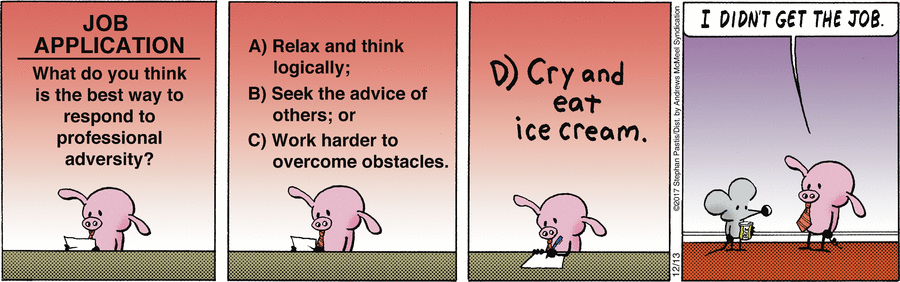 JOB
APPLICATION
What do you think
is the best way to
respond to
professional
adversity?
A) Relax and think
logically;
B) Seek the advice of
others; or
C) Work harder to
overcome obstacles.
D) Cry and
eat
ice cream.
12/13
©2017 Stephan Pastis/Dist. by Andrews McMeel Syndication
I DIDN'T GET THE JOB.